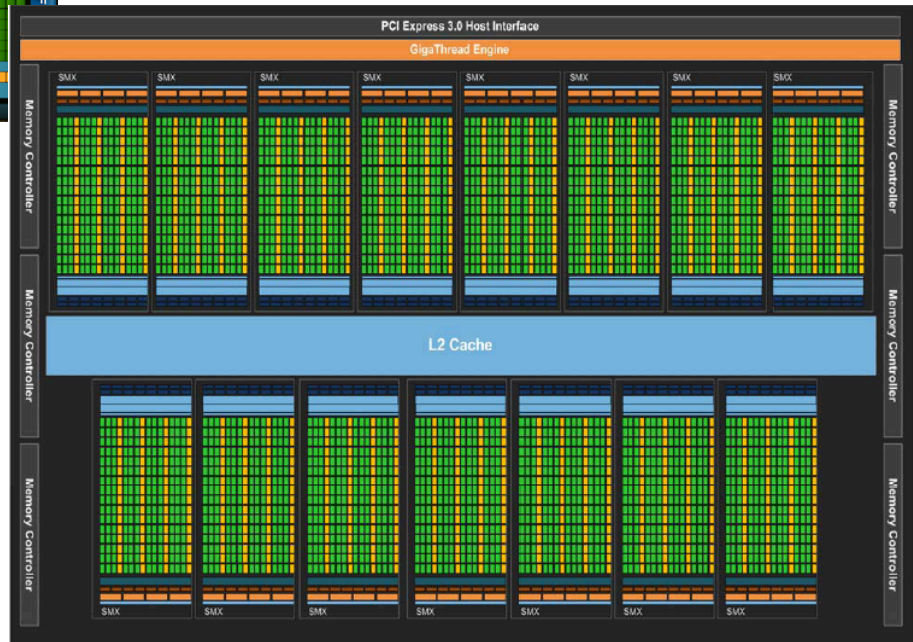 PCI Express 3.0 Host Interface
GigaThread Engine
SMX SMX SMX SMX SMX SMX SMX SMX
Memory Controller
Memory Controller
L2 Cache
Memory Controller
Memory Controller
Memory Controller
Memory Controller
SMX SMX SMX SMX SMX SMX SMX